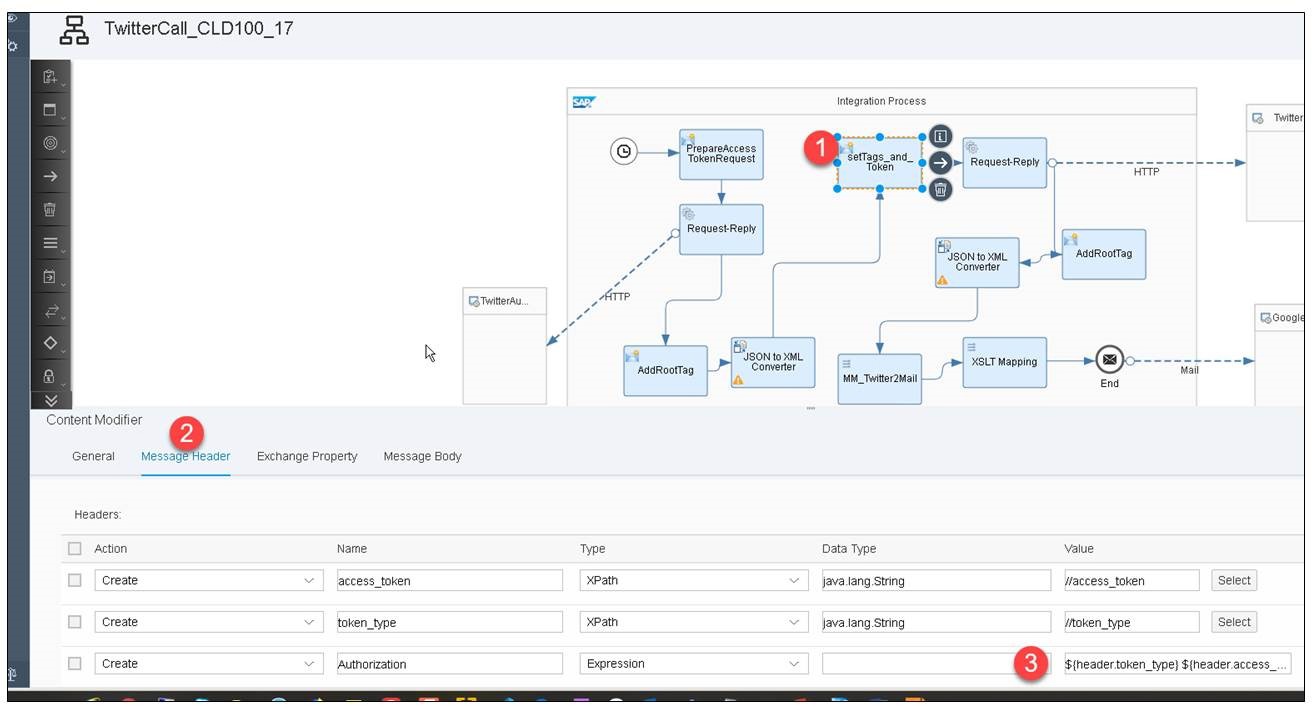 TwitterCall_CLD100_17
SAP
Integration Process
1
PrepareAccess
TokenRequest
setTags_and_
Token
Request-Reply
HTTP
Twitter
Request-Reply
AddRootTag
JSON to XML
Converter
TwitterAu...
HTTP
Google
AddRootTag
JSON to XML
Converter
MM_Twitter2Mail
XSLT Mapping
End
Mail
Content Modifier
2
General Message Header Exchange Property Message Body
Headers:
Action Name Type Data Type Value
Create access_token XPath java.lang.String //access_token Select
Create token_type XPath java.lang.String //token_type Select
Create Authorization Expression 3 ${header.token_type} ${header.access_...